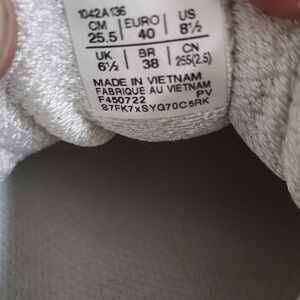 1042A136
CM EURO US
25.5 40 8½
UK BR CN
6½ 38 255(2.5)
MADE IN VIETNAM
FABRIQUE AU VIETNAM
F450722 PV
S7FK7xSYG70C5RK